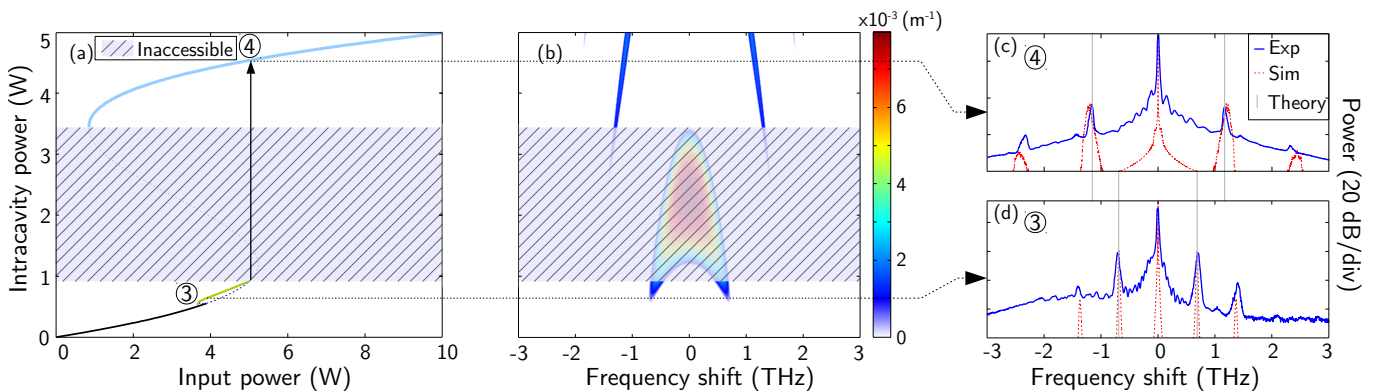 (a)
Inaccessible
④
③
5
4
3
2
1
0
Intracavity power (W)
0
2
4
6
8
10
Input power (W)
(b)
-3
-2
-1
0
1
2
3
Frequency shift (THz)
×10⁻³ (m⁻¹)
6
4
2
0
(c)
④
Exp
Sim
Theory
(d)
③
Power (20 dB/div)
-3
-2
-1
0
1
2
3
Frequency shift (THz)